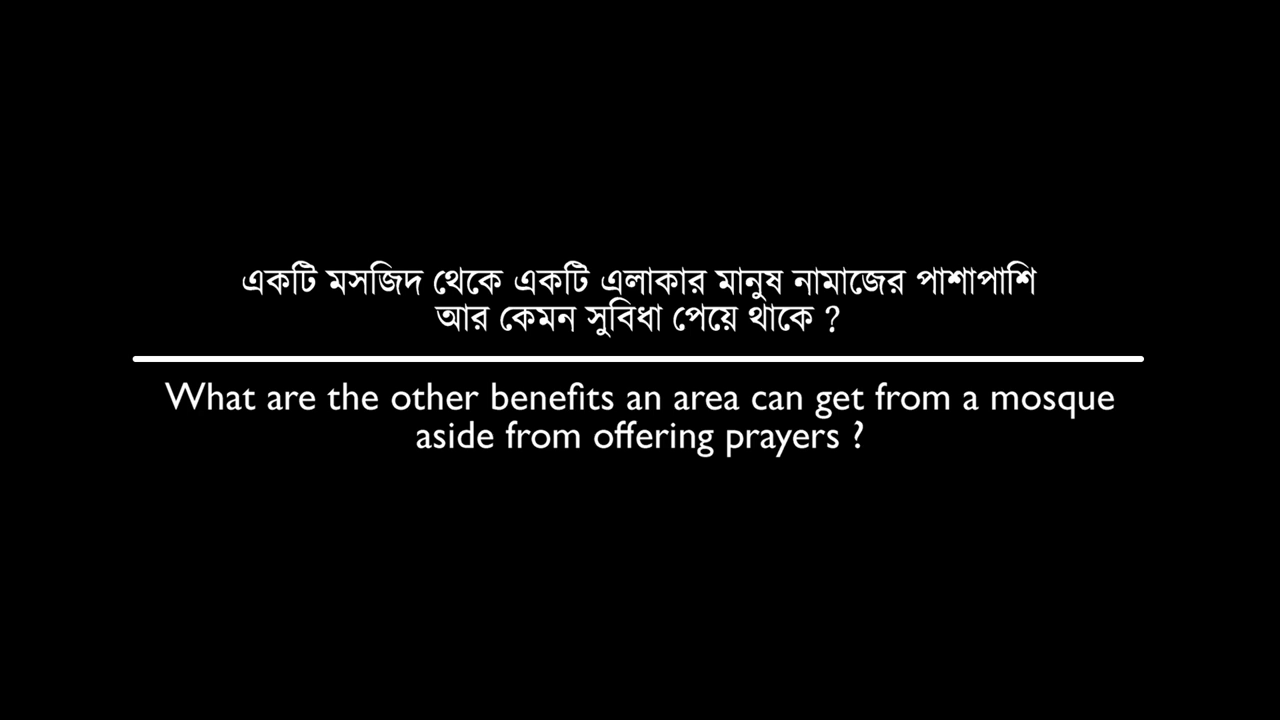 একটি মসজিদ থেকে একটি এলাকার মানুষ নামাজের পাশাপাশি
আর কেমন সুবিধা পেয়ে থাকে ?
What are the other benefits an area can get from a mosque
aside from offering prayers ?